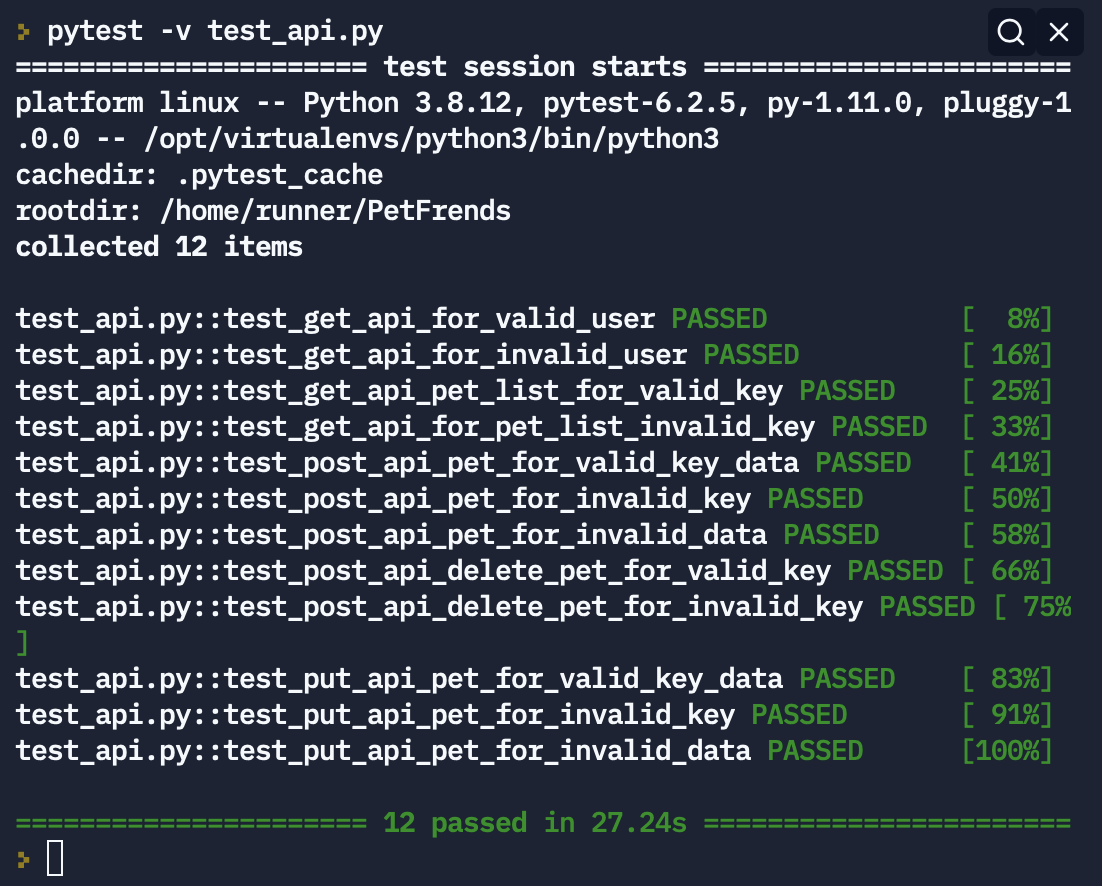 > pytest -v test_api.py
====================== test session starts =======================
platform linux -- Python 3.8.12, pytest-6.2.5, py-1.11.0, pluggy-1
.0.0 -- /opt/virtualenvs/python3/bin/python3
cachedir: .pytest_cache
rootdir: /home/runner/PetFrends
collected 12 items

test_api.py::test_get_api_for_valid_user PASSED            [  8%]
test_api.py::test_get_api_for_invalid_user PASSED          [ 16%]
test_api.py::test_get_api_pet_list_for_valid_key PASSED    [ 25%]
test_api.py::test_get_api_for_pet_list_invalid_key PASSED  [ 33%]
test_api.py::test_post_api_pet_for_valid_key_data PASSED   [ 41%]
test_api.py::test_post_api_pet_for_invalid_key PASSED      [ 50%]
test_api.py::test_post_api_pet_for_invalid_data PASSED     [ 58%]
test_api.py::test_post_api_delete_pet_for_valid_key PASSED [ 66%]
test_api.py::test_post_api_delete_pet_for_invalid_key PASSED [ 75%
]
test_api.py::test_put_api_pet_for_valid_key_data PASSED    [ 83%]
test_api.py::test_put_api_pet_for_invalid_key PASSED       [ 91%]
test_api.py::test_put_api_pet_for_invalid_data PASSED      [100%]

====================== 12 passed in 27.24s =======================
>